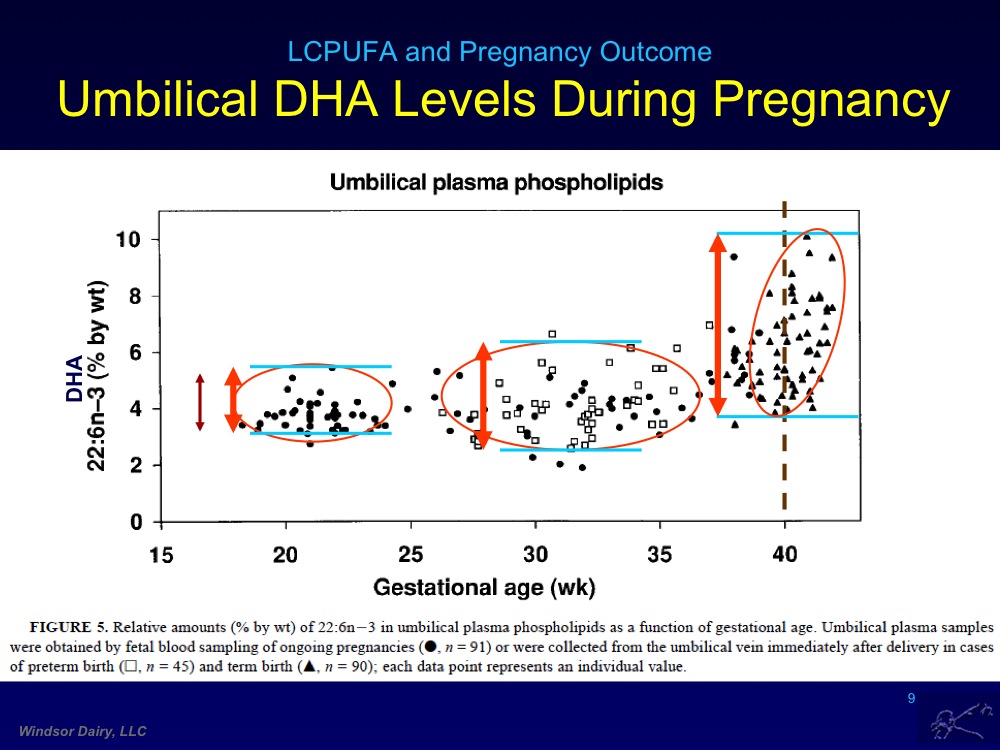 LCPUFA and Pregnancy Outcome
Umbilical DHA Levels During Pregnancy
Umbilical plasma phospholipids
DHA
22:6n–3 (% by wt)
10
8
6
4
2
0
15 20 25 30 35 40
Gestational age (wk)
FIGURE 5. Relative amounts (% by wt) of 22:6n−3 in umbilical plasma phospholipids as a function of gestational age. Umbilical plasma samples
were obtained by fetal blood sampling of ongoing pregnancies (●, n = 91) or were collected from the umbilical vein immediately after delivery in cases
of preterm birth (□, n = 45) and term birth (▲, n = 90); each data point represents an individual value.
9
Windsor Dairy, LLC